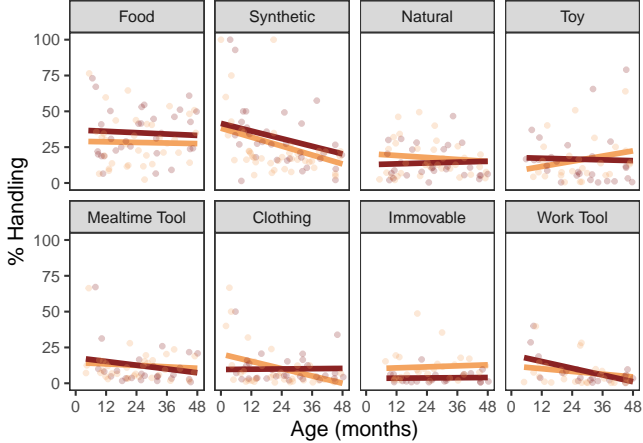 Food Synthetic Natural Toy
100
75
50
25
0
Mealtime Tool Clothing Immovable Work Tool
100
75
50
25
0
0 12 24 36 48 0 12 24 36 48 0 12 24 36 48 0 12 24 36 48
Age (months)
% Handling